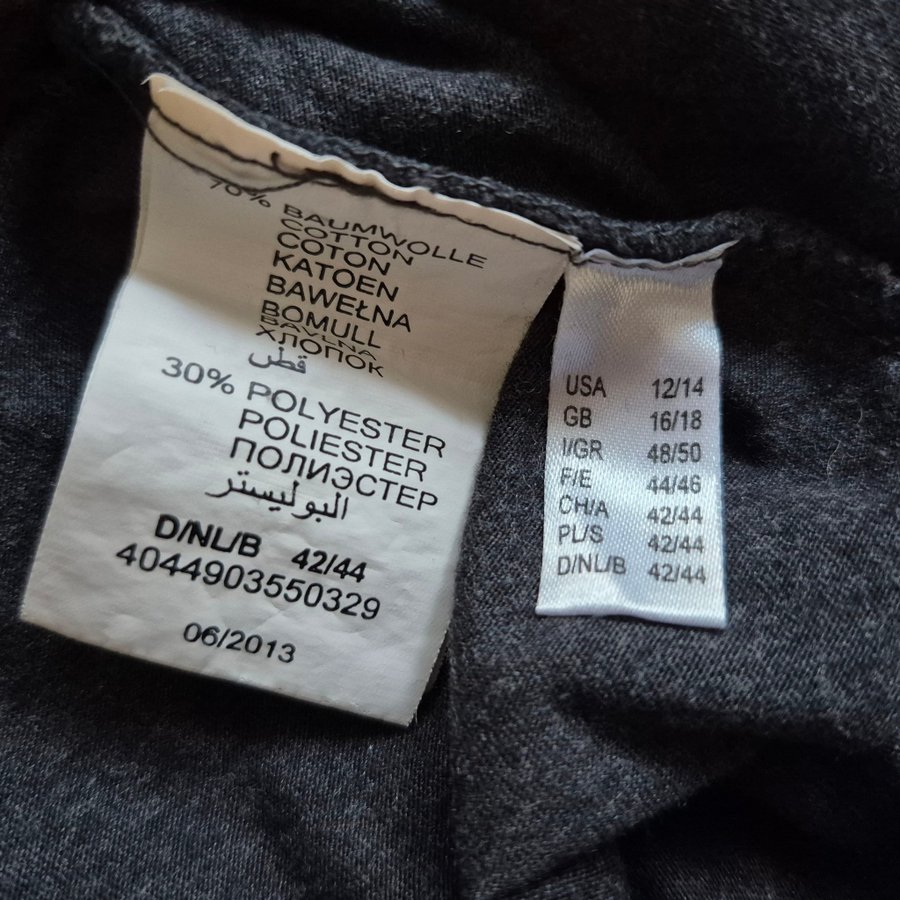 70% BAUMWOLLE
COTTON
COTON
KATOEN
BAWEŁNA
BOMULL
BAVLNA
ХЛОПОК
قطن
30% POLYESTER
POLIESTER
ПОЛИЭСТЕР
البوليستر
D/NL/B 42/44
4044903550329
06/2013
USA 12/14
GB 16/18
I/GR 48/50
F/E 44/46
CH/A 42/44
PL/S 42/44
D/NL/B 42/44